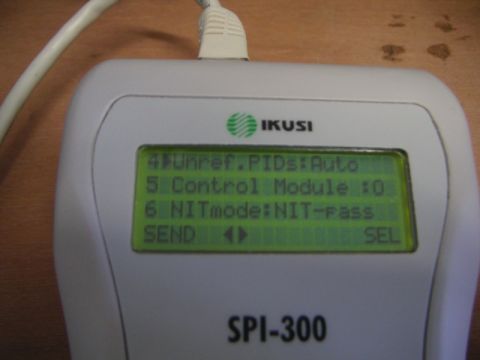 IKUSI
4▶Unref.PIDs:Auto
5 Control Module :0
6 NITmode:NIT-pass
SEND ◀▶ SEL
SPI-300